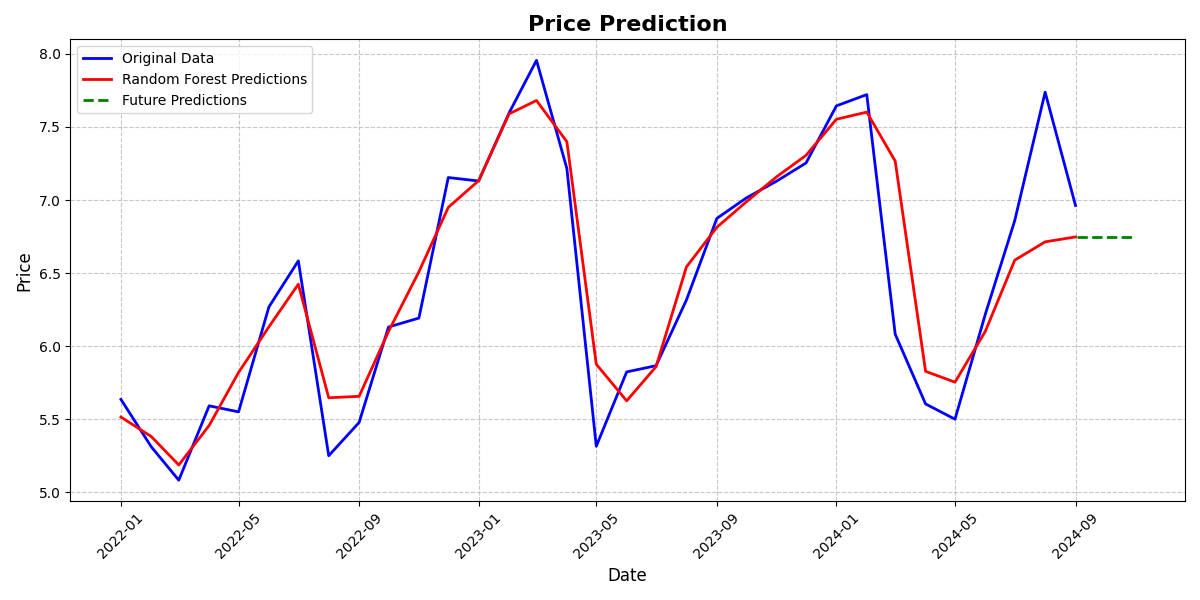 Price Prediction
Original Data
Random Forest Predictions
Future Predictions
Price
8.0
7.5
7.0
6.5
6.0
5.5
5.0
2022-01
2022-05
2022-09
2023-01
2023-05
2023-09
2024-01
2024-05
2024-09
Date